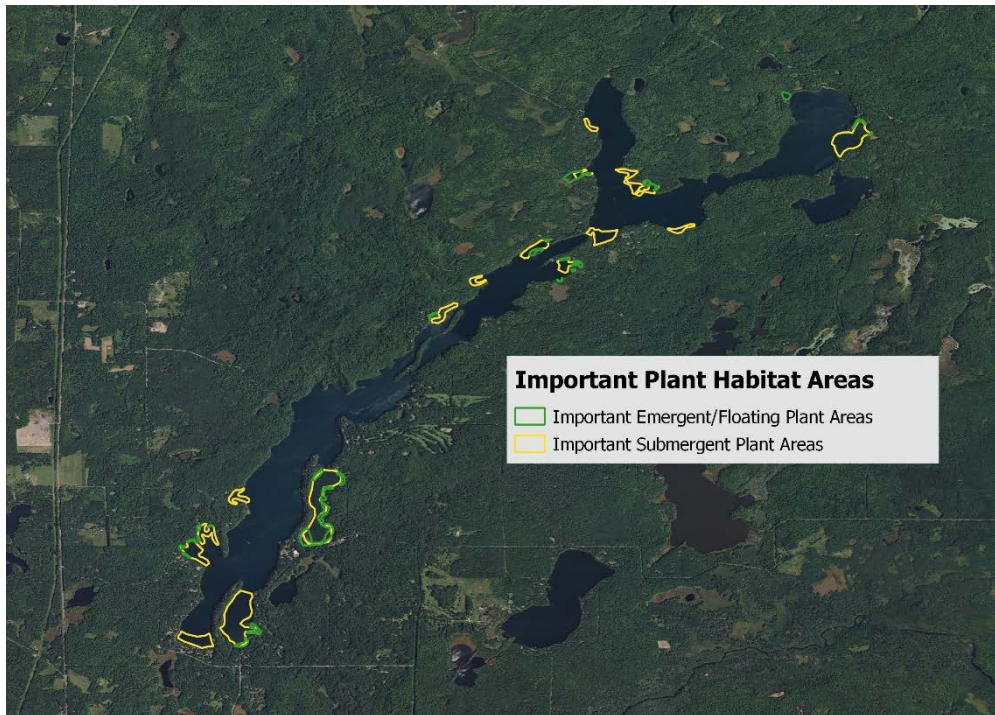 Important Plant Habitat Areas
Important Emergent/Floating Plant Areas
Important Submergent Plant Areas